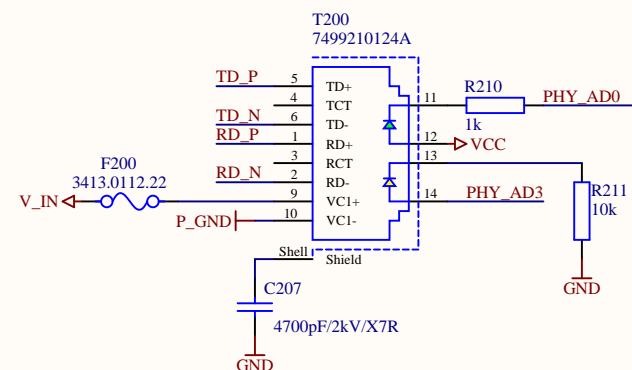 T200
7499210124A
TD_P 5 TD+
4 TCT
TD_N 6 TD-
RD_P 1 RD+
3 RCT
RD_N 2 RD-
9 VC1+
P_GND 10 VC1-
Shell Shield
11 R210 PHY_AD0
1k
12 VCC
13
14 PHY_AD3
R211
10k
GND
F200
3413.0112.22
V_IN
C207
4700pF/2kV/X7R
GND